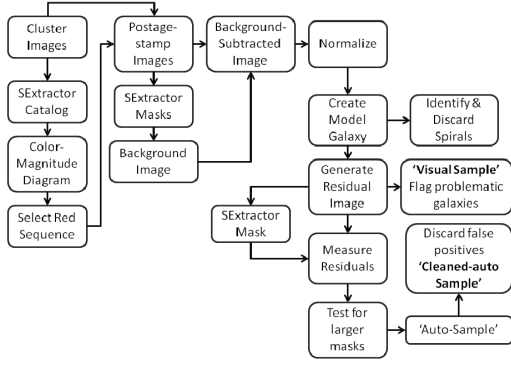 Cluster
Images
SExtractor
Catalog
Color-
Magnitude
Diagram
Select Red
Sequence
Postage-
stamp
Images
SExtractor
Masks
Background
Image
Background-
Subtracted
Image
Normalize
Create
Model
Galaxy
Identify &
Discard
Spirals
Generate
Residual
Image
‘Visual Sample’
Flag problematic
galaxies
SExtractor
Mask
Measure
Residuals
Test for
larger
masks
‘Auto-Sample’
Discard false
positives
‘Cleaned-auto
Sample’